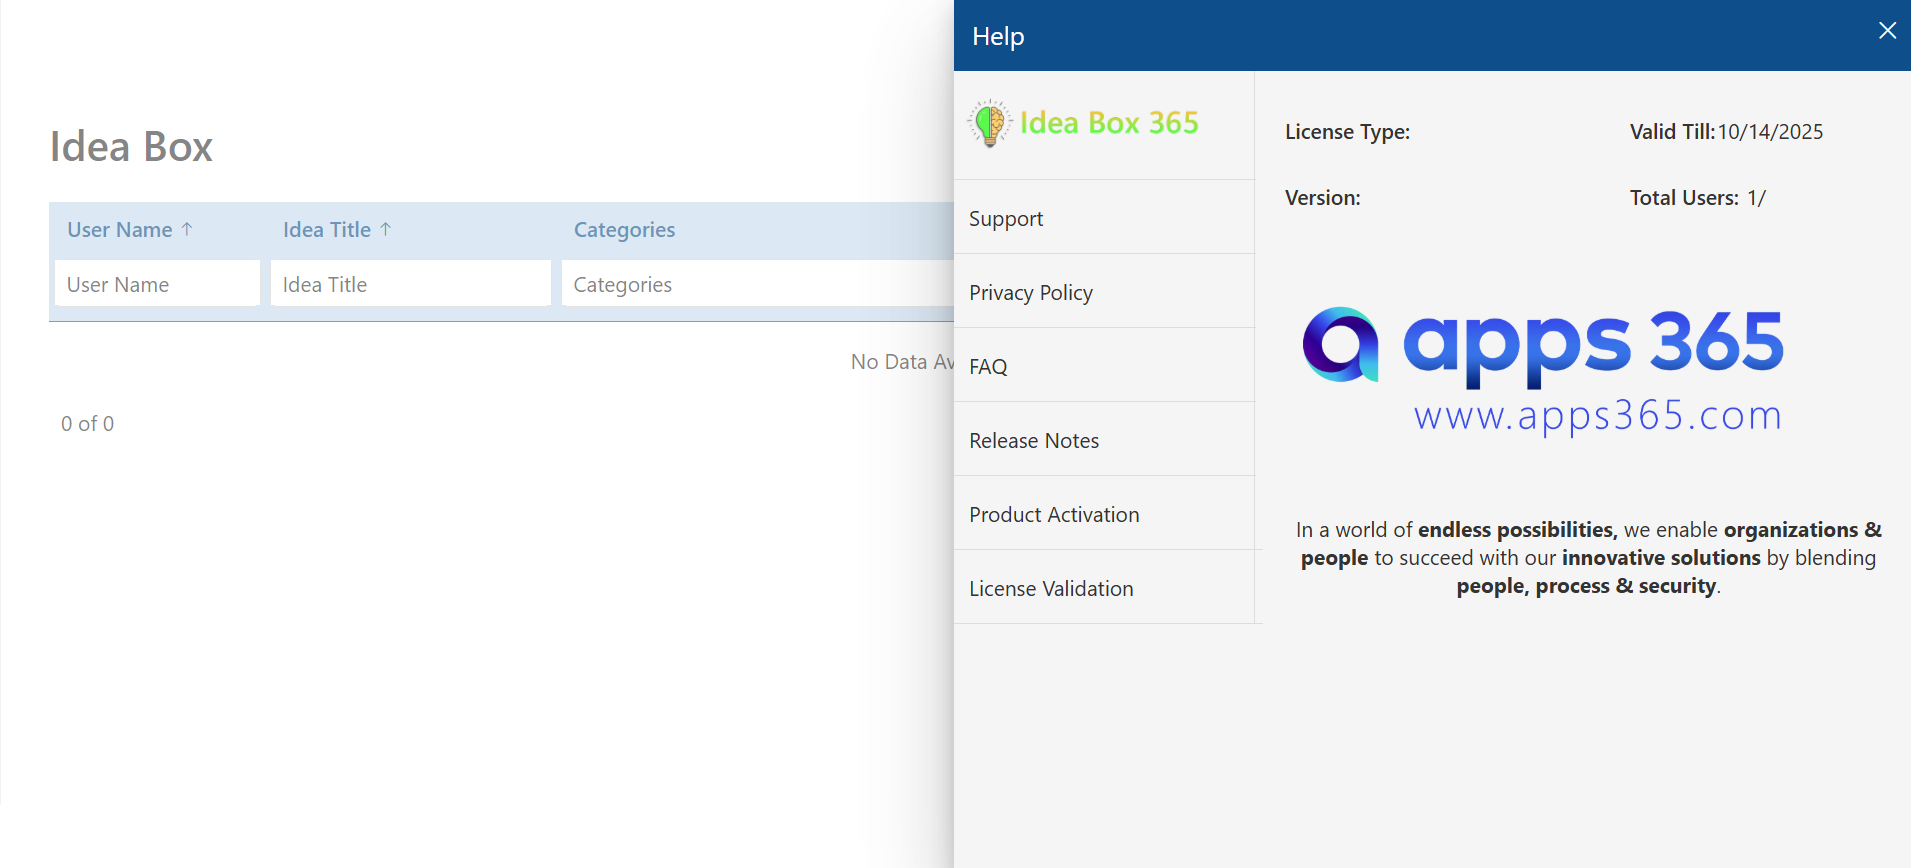 Idea Box
User Name ↑ Idea Title ↑ Categories
User Name Idea Title Categories
No Data Av
0 of 0
Help
Idea Box 365
Support
Privacy Policy
FAQ
Release Notes
Product Activation
License Validation
License Type: Valid Till:10/14/2025
Version: Total Users: 1/
apps 365
www.apps365.com
In a world of endless possibilities, we enable organizations &
people to succeed with our innovative solutions by blending
people, process & security.